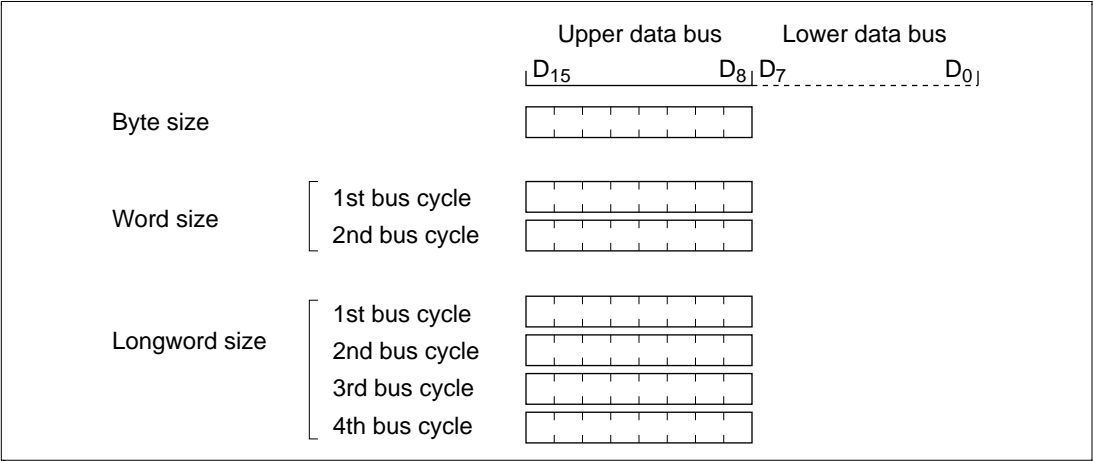 Upper data bus Lower data bus
D15 D8 D7 D0
Byte size
1st bus cycle
Word size
2nd bus cycle
1st bus cycle
Longword size
2nd bus cycle
3rd bus cycle
4th bus cycle